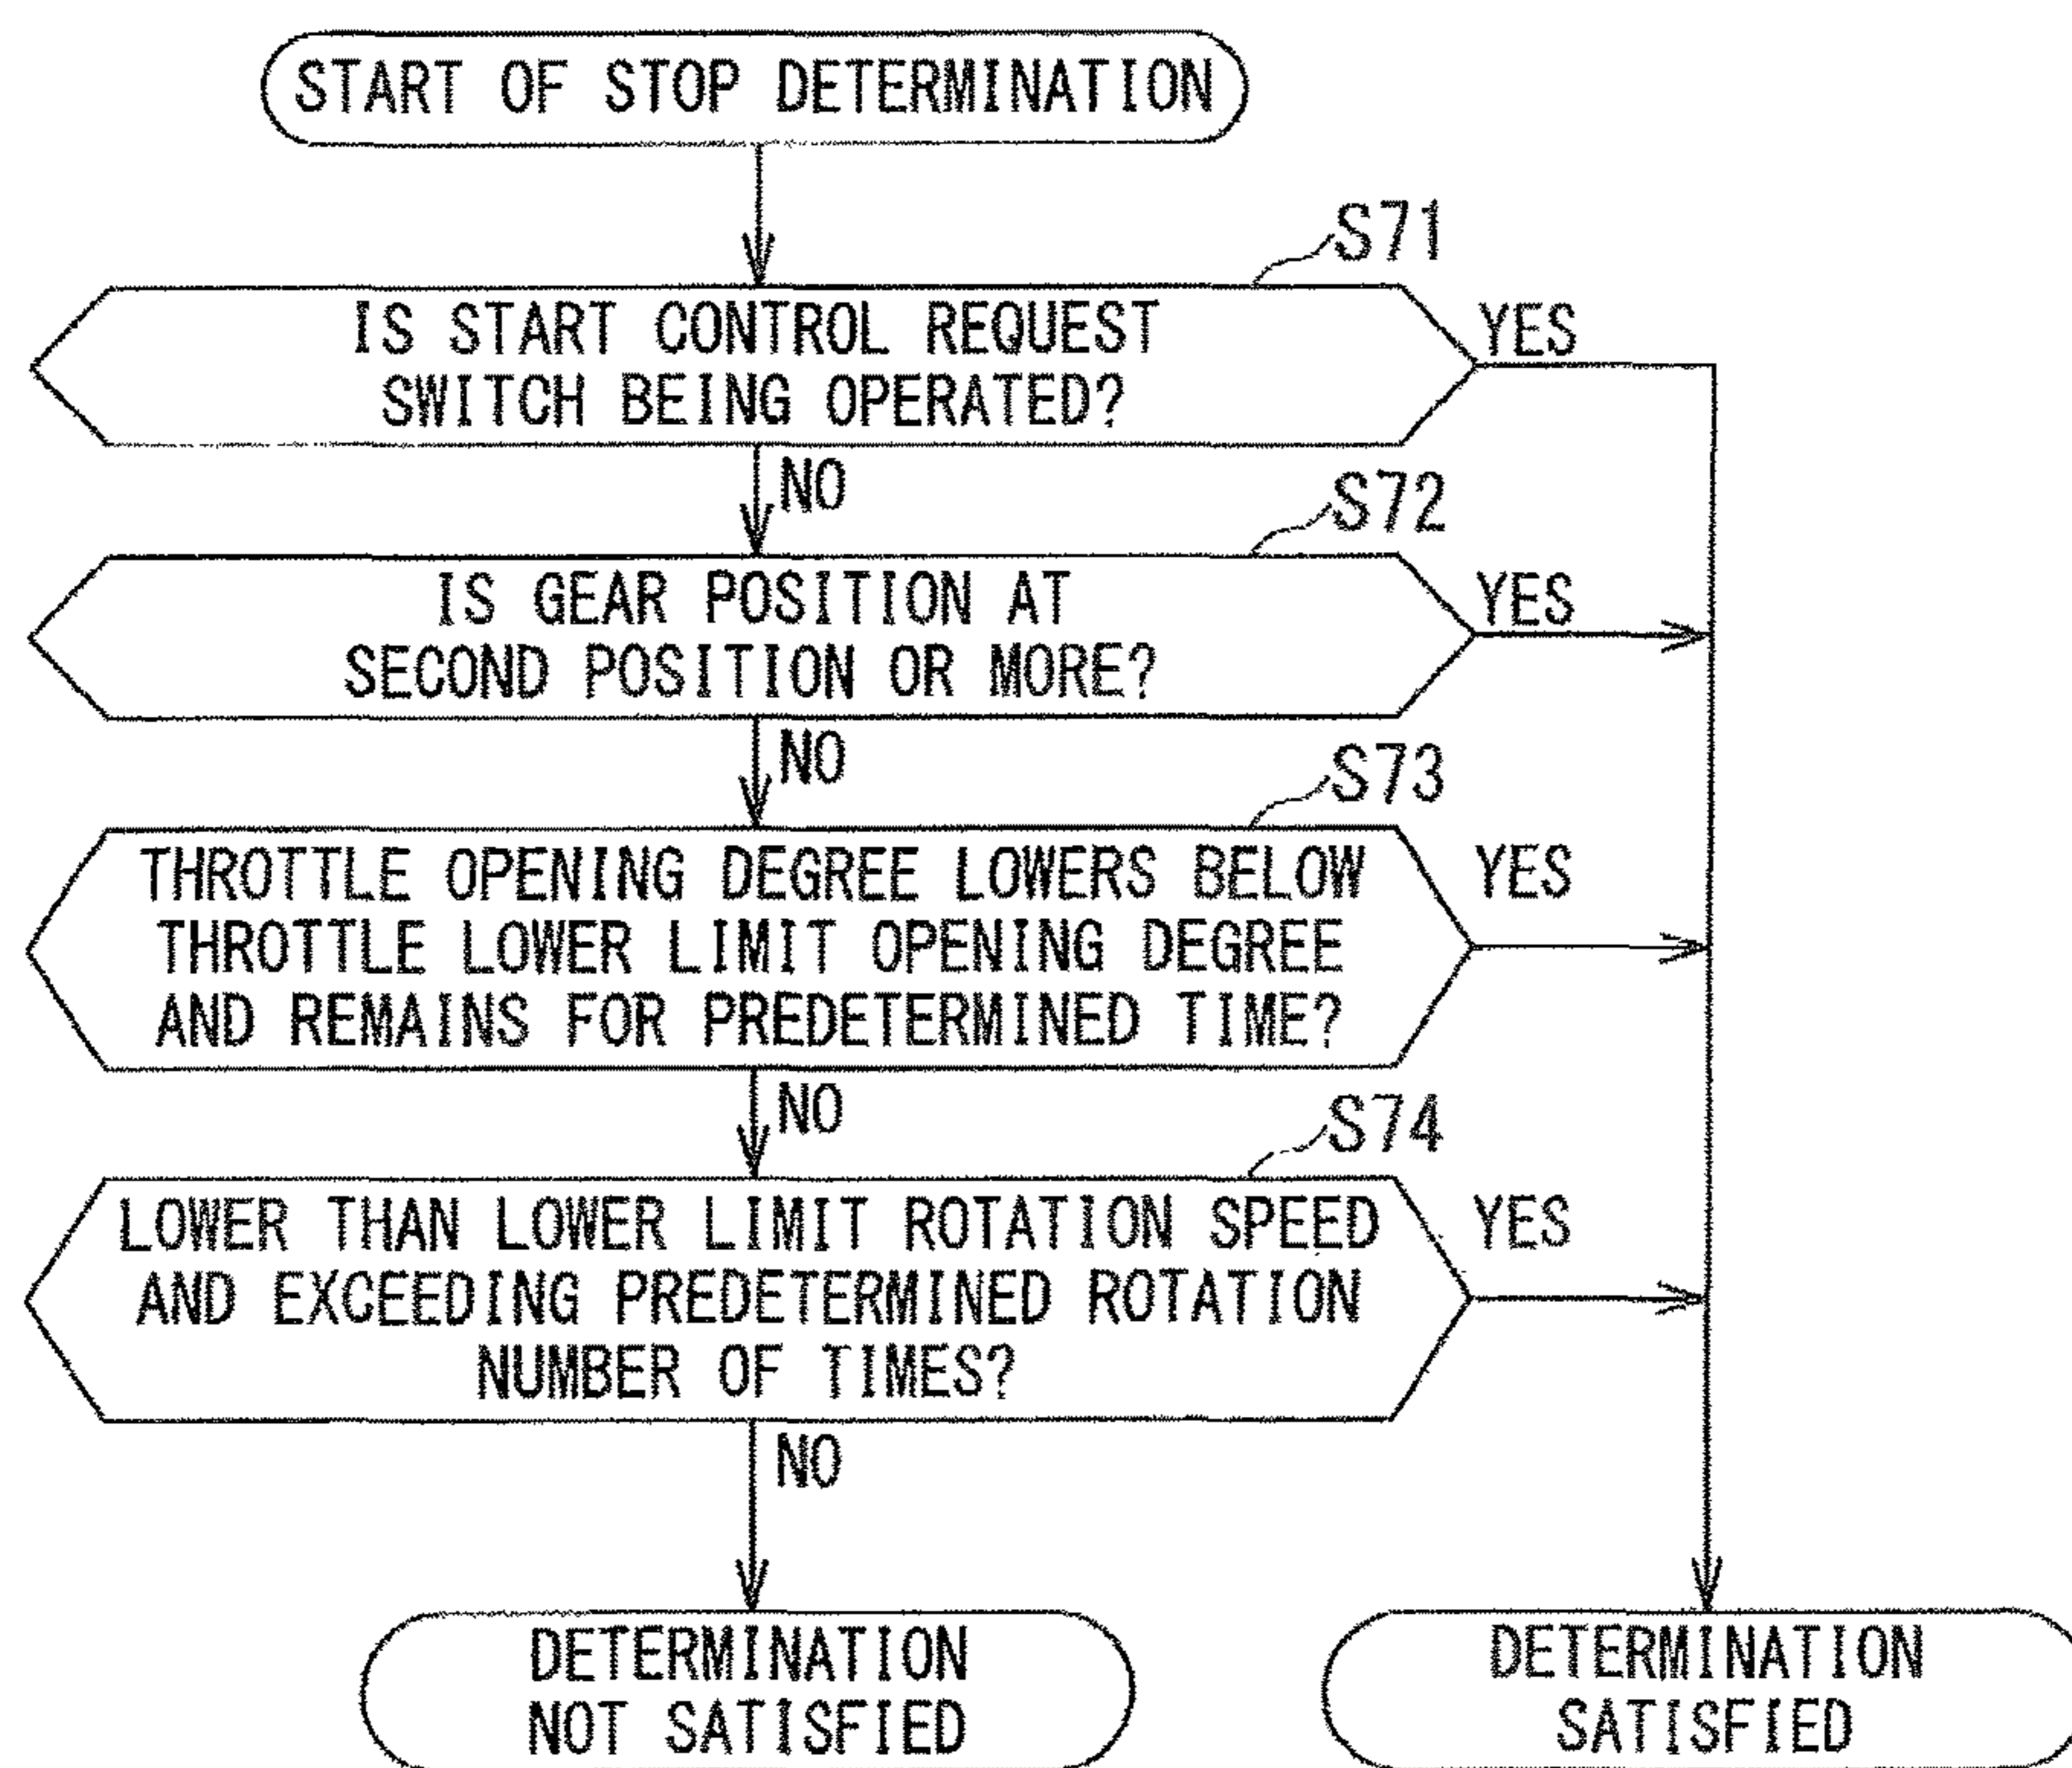 START OF STOP DETERMINATION
S71
IS START CONTROL REQUEST
SWITCH BEING OPERATED?
YES
NO
S72
IS GEAR POSITION AT
SECOND POSITION OR MORE?
YES
NO
S73
THROTTLE OPENING DEGREE LOWERS BELOW
THROTTLE LOWER LIMIT OPENING DEGREE
AND REMAINS FOR PREDETERMINED TIME?
YES
NO
S74
LOWER THAN LOWER LIMIT ROTATION SPEED
AND EXCEEDING PREDETERMINED ROTATION
NUMBER OF TIMES?
YES
NO
DETERMINATION
NOT SATISFIED
DETERMINATION
SATISFIED